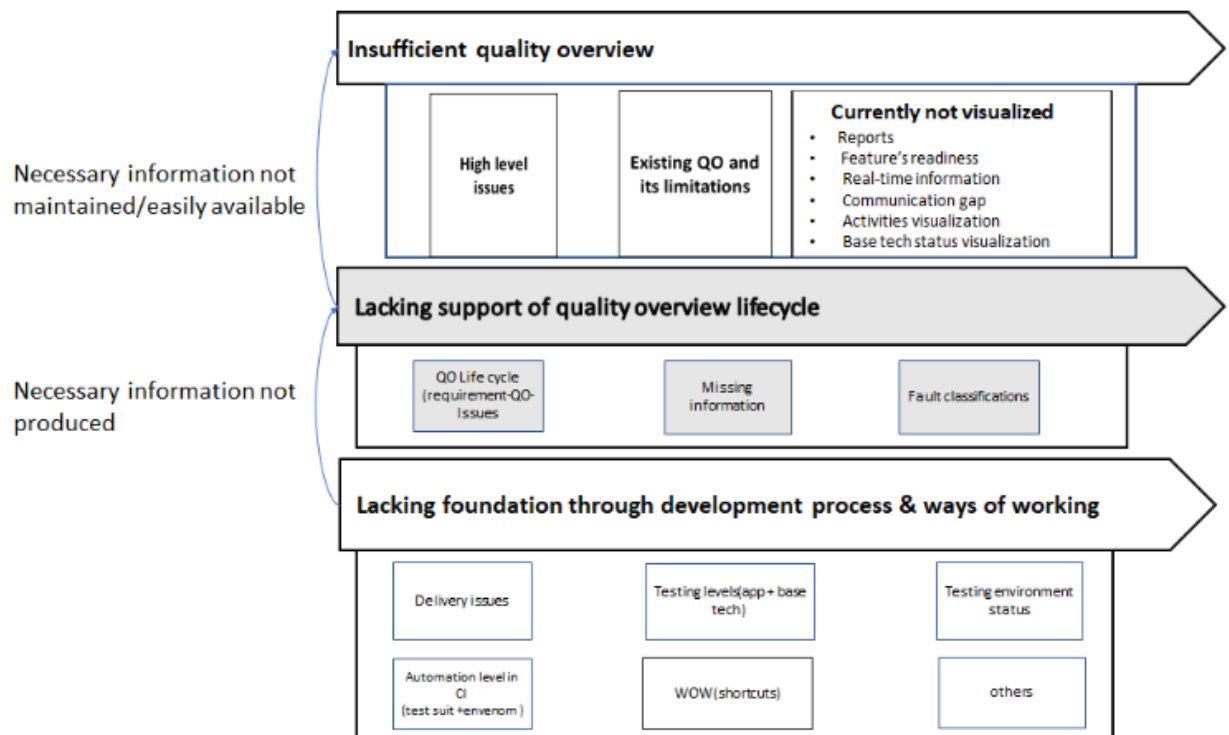 Insufficient quality overview
Necessary information not
maintained/easily available
High level
issues
Existing QO and
its limitations
Currently not visualized
• Reports
• Feature's readiness
• Real-time information
• Communication gap
• Activities visualization
• Base tech status visualization
Lacking support of quality overview lifecycle
Necessary information not
produced
QO Life cycle
(requirement-QO-
Issues
Missing
information
Fault classifications
Lacking foundation through development process & ways of working
Delivery issues
Testing levels(app + base
tech)
Testing environment
status
Automation level in
CI
(test suit +envenom )
WOW (shortcuts)
others